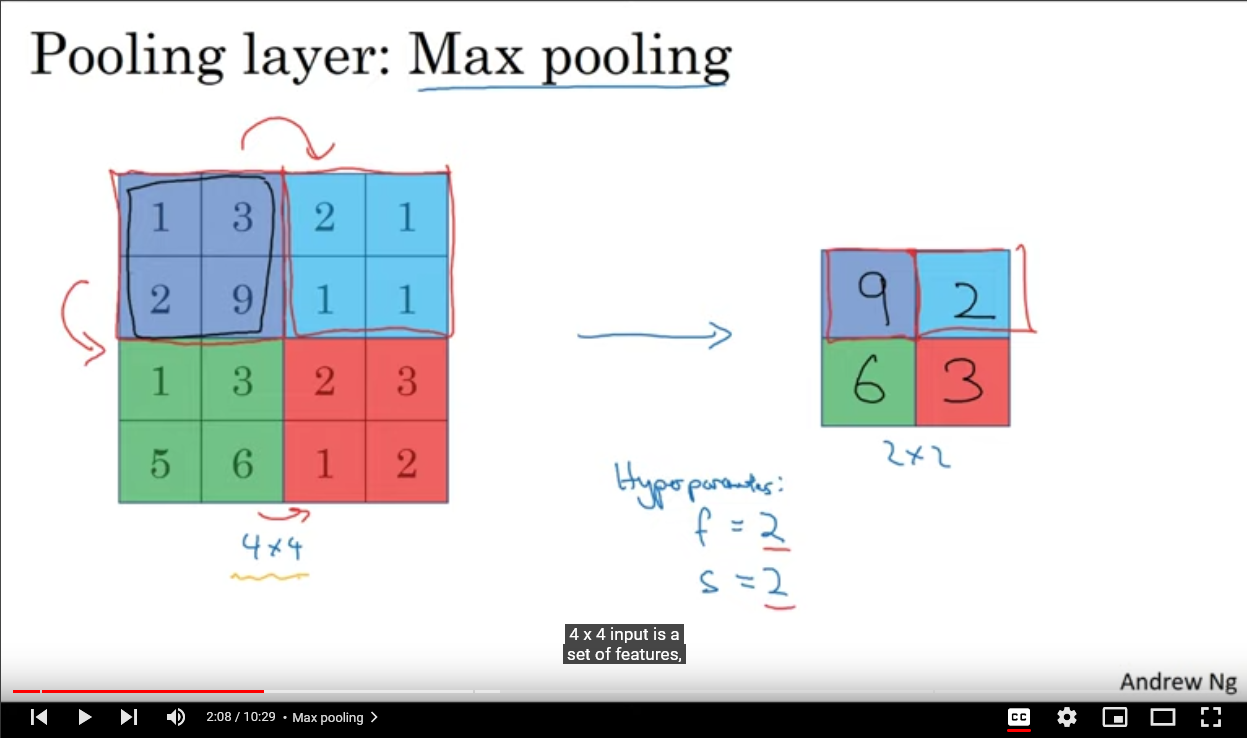 Pooling layer: Max pooling
1 3 2 1
2 9 1 1
1 3 2 3
5 6 1 2
4×4
9 2
6 3
2×2
Hyperparameters:
f = 2
s = 2
4 x 4 input is a
set of features,
Andrew Ng
2:08 / 10:29 • Max pooling >
CC